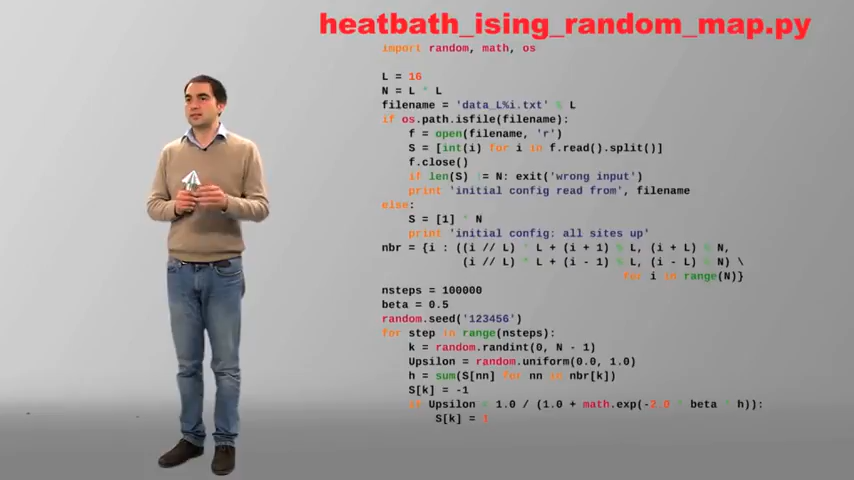 heatbath_ising_random_map.py
import random, math, os
L = 16
N = L * L
filename = 'data_L%i.txt' % L
if os.path.isfile(filename):
f = open(filename, 'r')
S = [int(i) for i in f.read().split()]
f.close()
if len(S) != N: exit('wrong input')
print 'initial config read from', filename
else:
S = [1] * N
print 'initial config: all sites up'
nbr = {i : ((i // L) * L + (i + 1) % L, (i + L) % N,
(i // L) * L + (i - 1) % L, (i - L) % N) \
for i in range(N)}
nsteps = 100000
beta = 0.5
random.seed('123456')
for step in range(nsteps):
k = random.randint(0, N - 1)
Upsilon = random.uniform(0.0, 1.0)
h = sum(S[nn] for nn in nbr[k])
S[k] = -1
if Upsilon < 1.0 / (1.0 + math.exp(-2.0 * beta * h)):
S[k] = 1